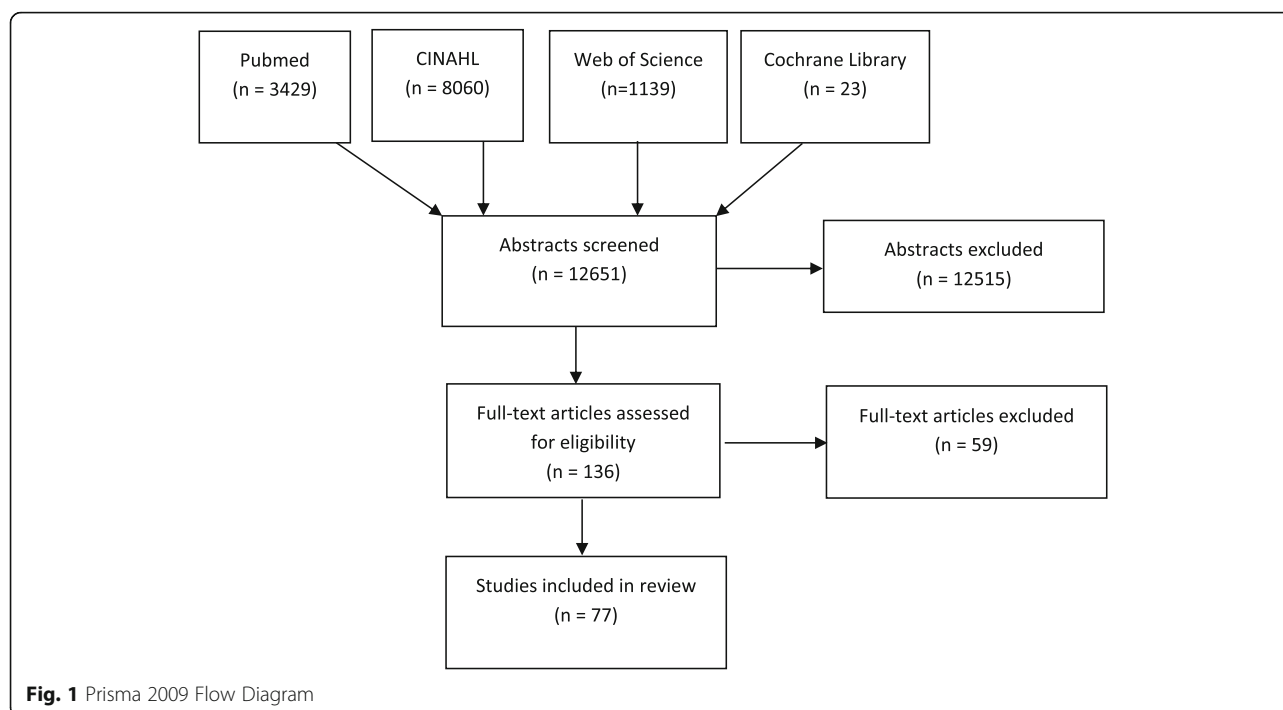 Pubmed
(n = 3429)
CINAHL
(n = 8060)
Web of Science
(n=1139)
Cochrane Library
(n = 23)
Abstracts screened
(n = 12651)
Abstracts excluded
(n = 12515)
Full-text articles assessed
for eligibility
(n = 136)
Full-text articles excluded
(n = 59)
Studies included in review
(n = 77)
Fig. 1 Prisma 2009 Flow Diagram